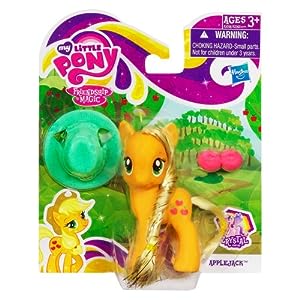 my LITTLE
PONY
FRIENDSHIP
is MAGIC
AGES 3+
WARNING:
CHOKING HAZARD-Small parts.
Not for children under 3 years.
Hasbro
CRYSTAL
APPLEJACK™